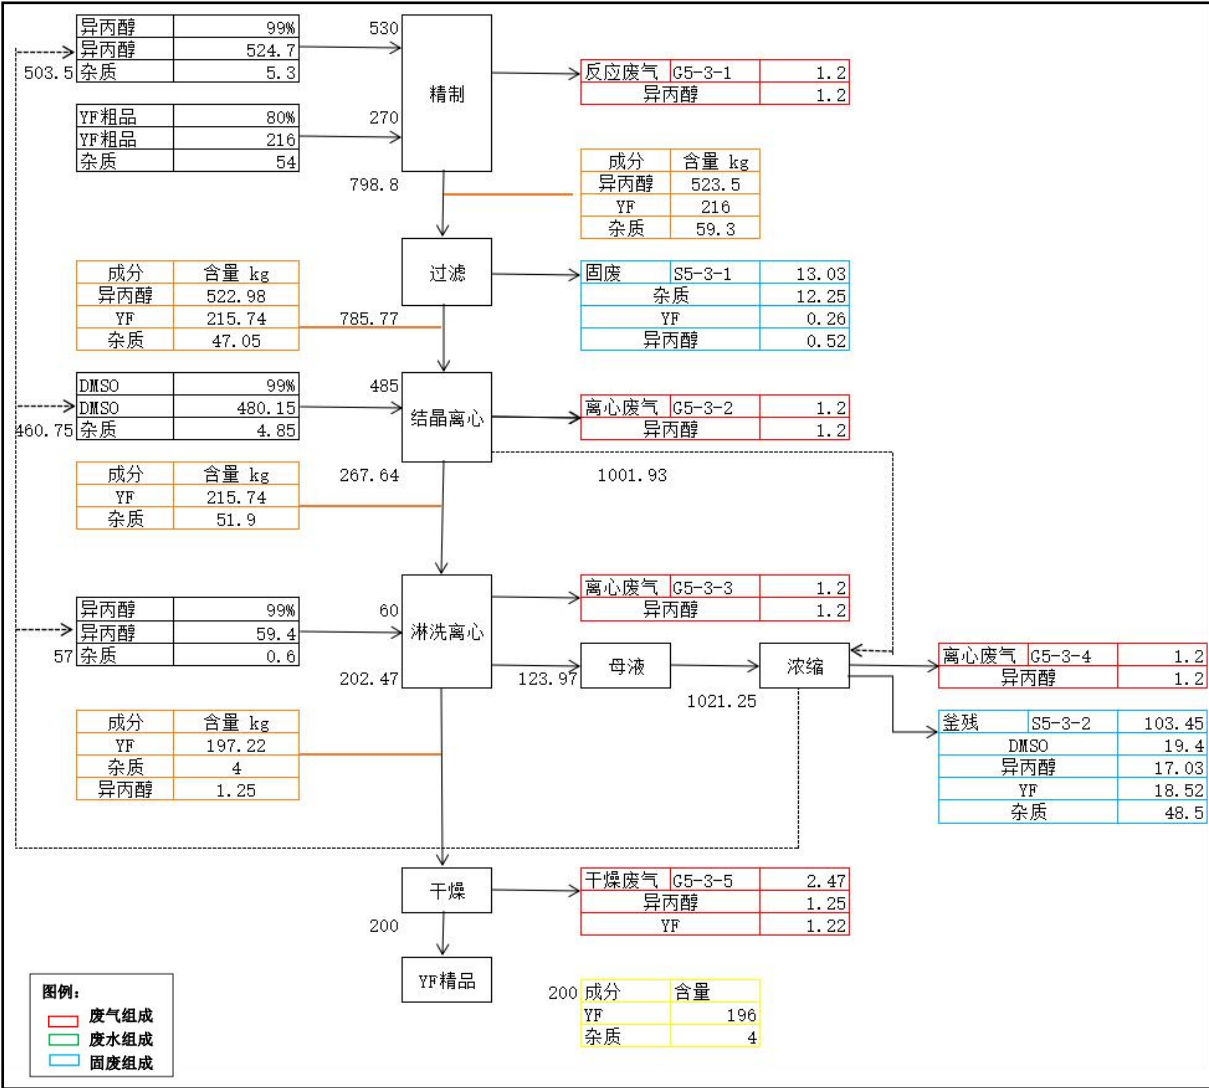 异丙醇 99%
异丙醇 524.7
杂质 5.3
503.5
530
精制
反应废气 G5-3-1 1.2
异丙醇 1.2
YF粗品 80%
YF粗品 216
杂质 54
270
798.8
成分 含量 kg
异丙醇 523.5
YF 216
杂质 59.3
过滤
固废 S5-3-1 13.03
杂质 12.25
YF 0.26
异丙醇 0.52
成分 含量 kg
异丙醇 522.98
YF 215.74
杂质 47.05
785.77
DMSO 99%
DMSO 480.15
杂质 4.85
460.75
485
结晶离心
离心废气 G5-3-2 1.2
异丙醇 1.2
成分 含量 kg
YF 215.74
杂质 51.9
267.64
1001.93
异丙醇 99%
异丙醇 59.4
杂质 0.6
57
60
淋洗离心
离心废气 G5-3-3 1.2
异丙醇 1.2
202.47
123.97
母液
1021.25
浓缩
离心废气 G5-3-4 1.2
异丙醇 1.2
釜残 S5-3-2 103.45
DMSO 19.4
异丙醇 17.03
YF 18.52
杂质 48.5
成分 含量 kg
YF 197.22
杂质 4
异丙醇 1.25
干燥
干燥废气 G5-3-5 2.47
异丙醇 1.25
YF 1.22
200
YF精品
200
成分 含量
YF 196
杂质 4
图例：
废气组成
废水组成
固废组成